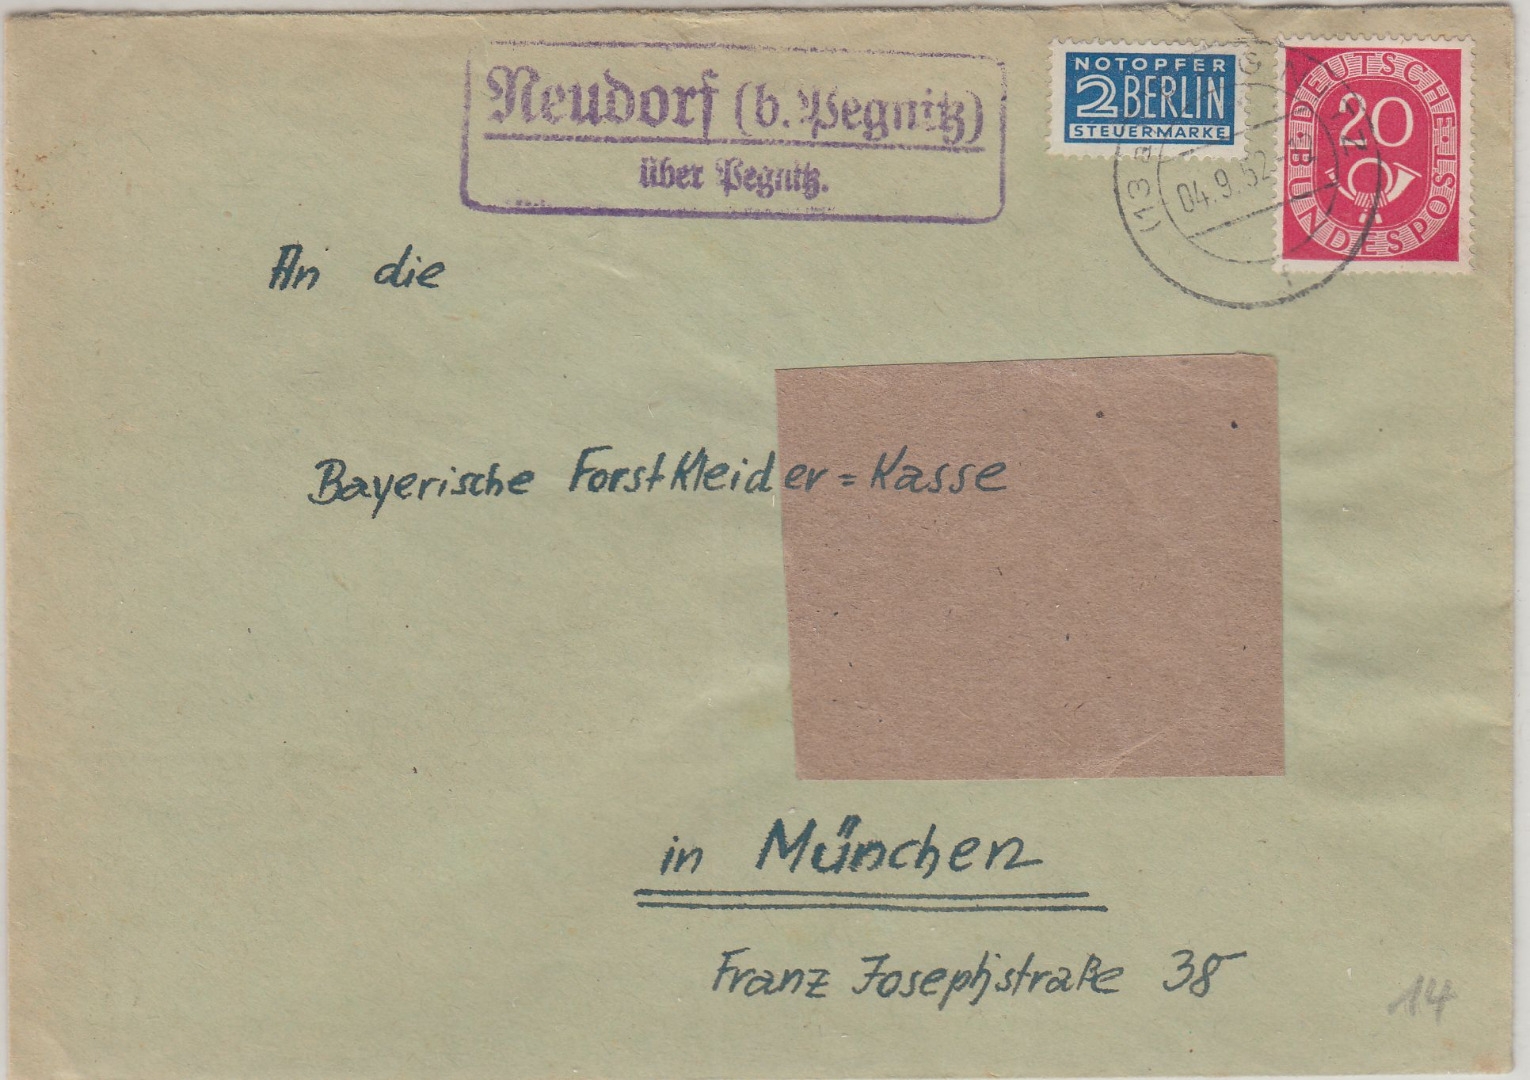 Neudorf (b. Pegnitz)
über Pegnitz.
NOTOPFER
2 BERLIN
STEUERMARKE
DEUTSCHE BUNDESPOST
20
(13a)
04.9.52
An die
Bayerische Forstkleider=Kasse
in München
Franz Josephstraße 38
14